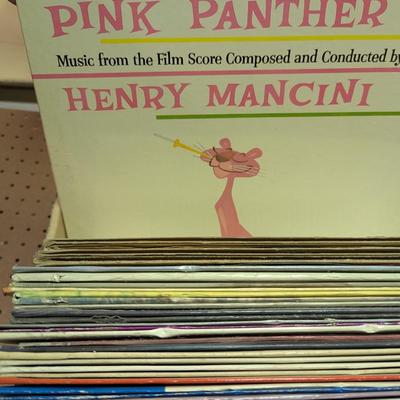 PINK PANTHER
Music from the Film Score Composed and Conducted by
HENRY MANCINI